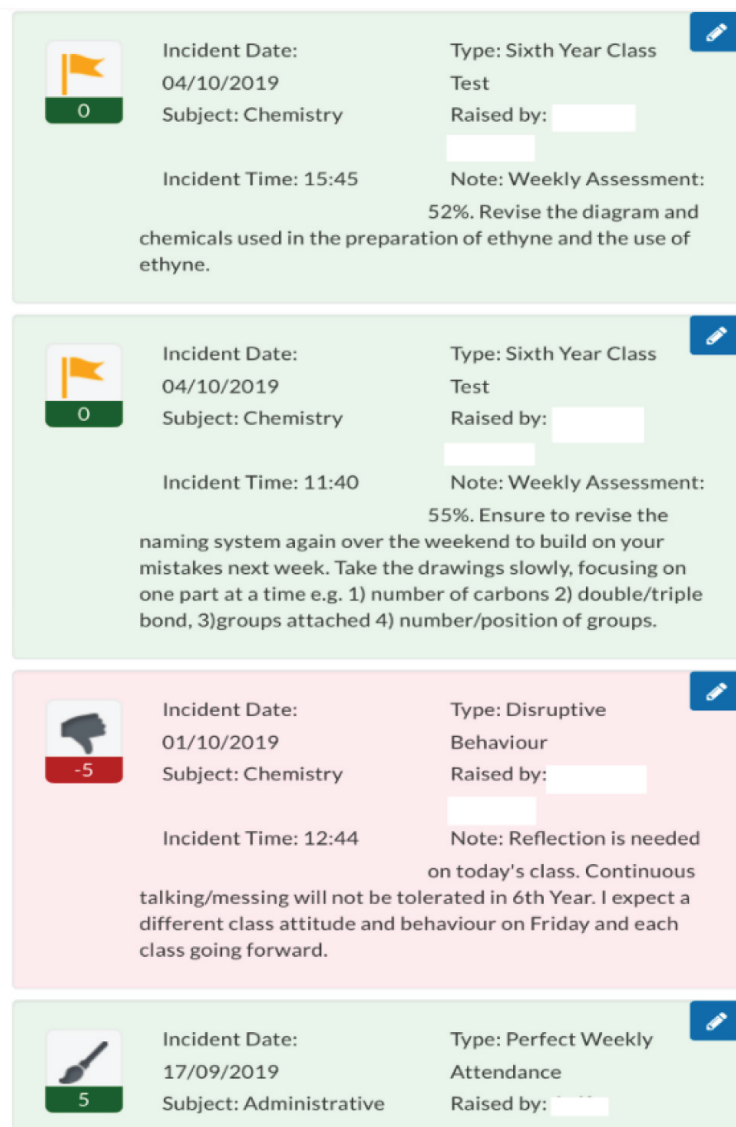 Incident Date: Type: Sixth Year Class
04/10/2019 Test
0 Subject: Chemistry Raised by:
Incident Time: 15:45 Note: Weekly Assessment:
52%. Revise the diagram and
chemicals used in the preparation of ethyne and the use of
ethyne.
Incident Date: Type: Sixth Year Class
04/10/2019 Test
0 Subject: Chemistry Raised by:
Incident Time: 11:40 Note: Weekly Assessment:
55%. Ensure to revise the
naming system again over the weekend to build on your
mistakes next week. Take the drawings slowly, focusing on
one part at a time e.g. 1) number of carbons 2) double/triple
bond, 3)groups attached 4) number/position of groups.
Incident Date: Type: Disruptive
01/10/2019 Behaviour
-5 Subject: Chemistry Raised by:
Incident Time: 12:44 Note: Reflection is needed
on today's class. Continuous
talking/messing will not be tolerated in 6th Year. I expect a
different class attitude and behaviour on Friday and each
class going forward.
Incident Date: Type: Perfect Weekly
17/09/2019 Attendance
5 Subject: Administrative Raised by: